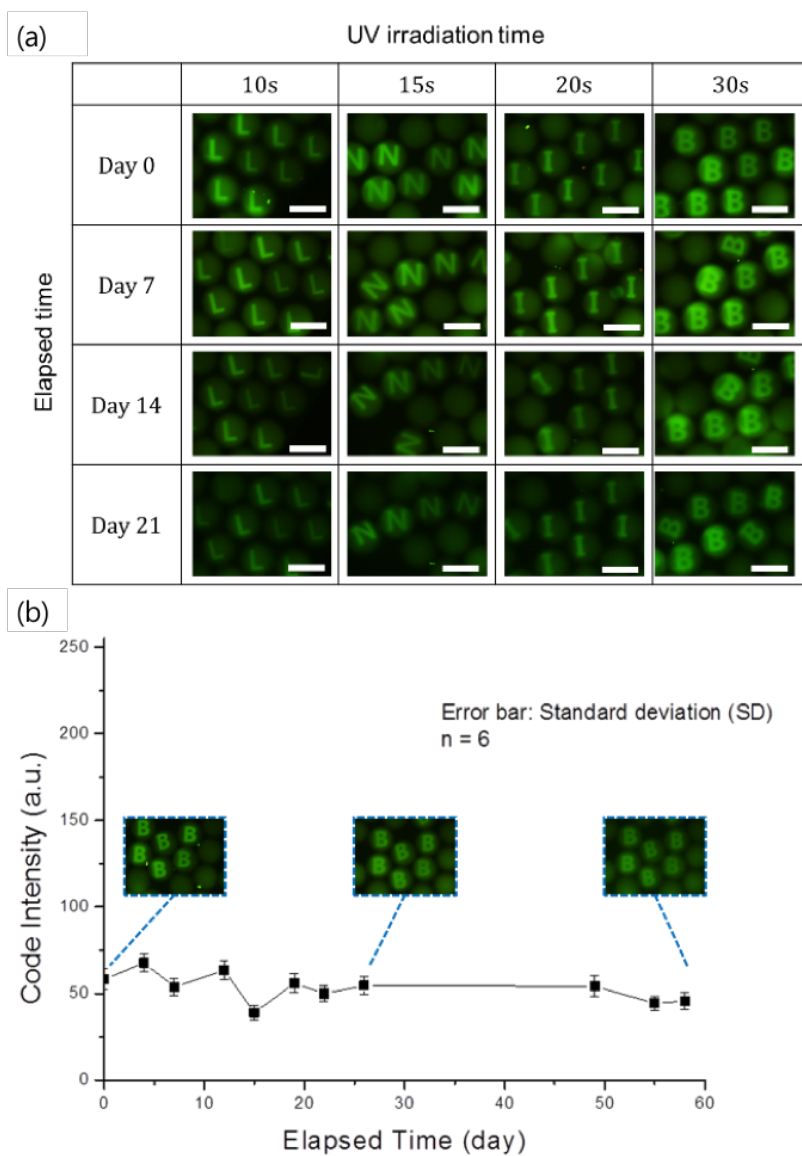 (a)
UV irradiation time
10s 15s 20s 30s
Elapsed time
Day 0
L L L L L L L
N N N N N N
I I I I I I
B B B B B B B B
Day 7
L L L L L L L L
N N N N N N
I I I I I I I
B B B B B B
Day 14
L L L L L L L
N N N N N
I I I I I I
B B B B B B
Day 21
L L L L L L L
N N N N N
I I I I I I
B B B B B B
(b)
250
200
150
100
50
0
Code Intensity (a.u.)
Error bar: Standard deviation (SD)
n = 6
B B B B B B
B B B B B B
B B B B B B
0 10 20 30 40 50 60
Elapsed Time (day)